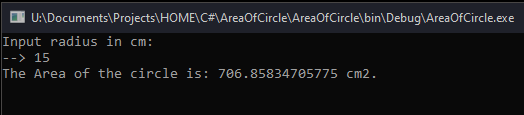 U:\Documents\Projects\HOME\C#\AreaOfCircle\AreaOfCircle\bin\Debug\AreaOfCircle.exe
Input radius in cm:
--> 15
The Area of the circle is: 706.85834705775 cm2.